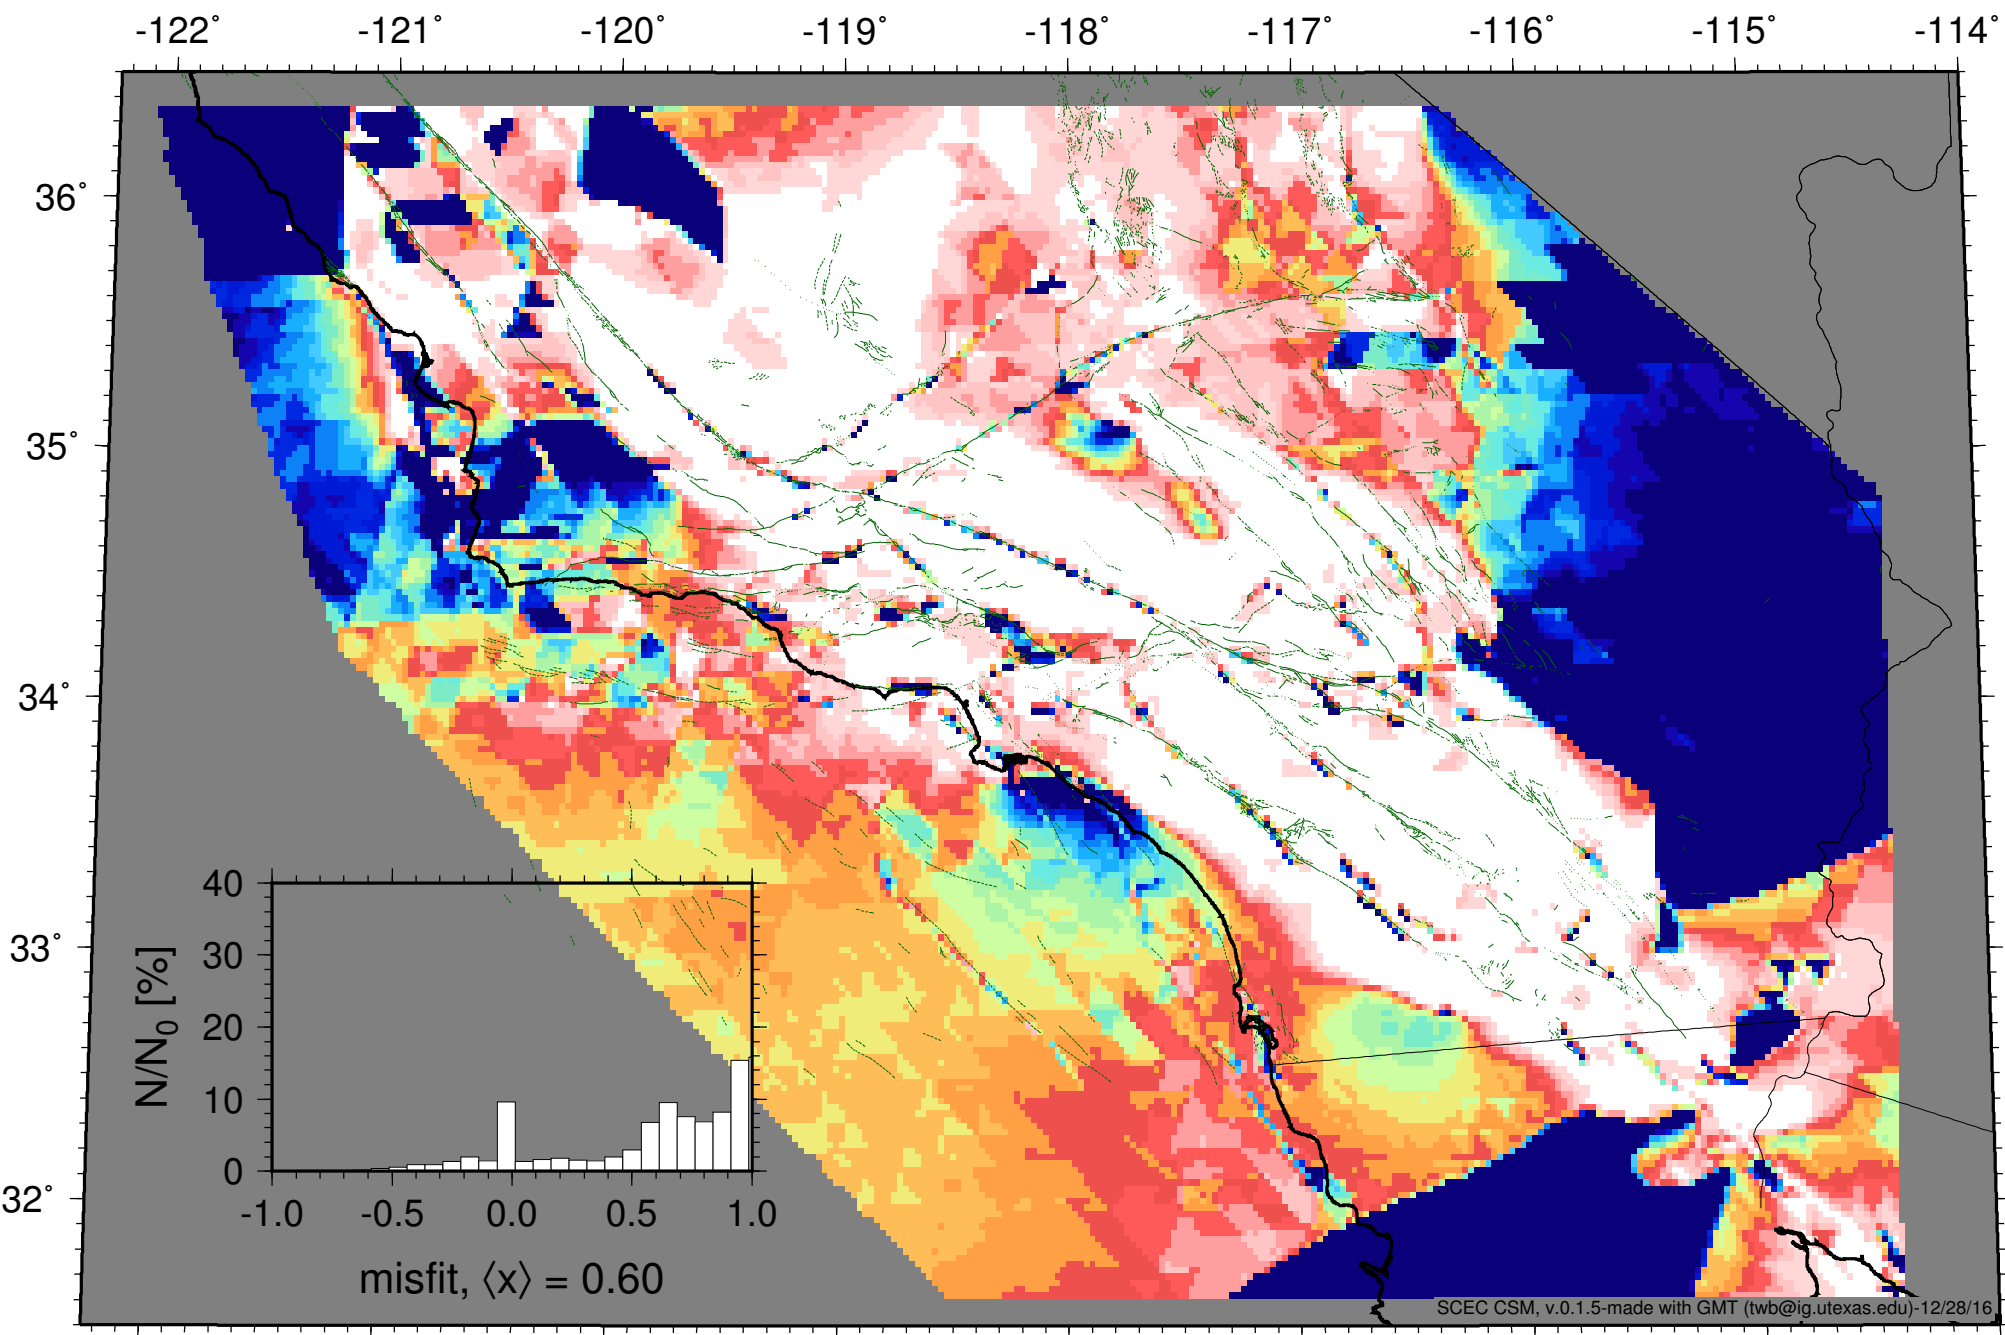 -122° -121° -120° -119° -118° -117° -116° -115° -114°
36°
35°
34°
33°
32°
40
30
20
10
0
N/N0 [%]
-1.0 -0.5 0.0 0.5 1.0
misfit, ⟨x⟩ = 0.60
SCEC CSM, v.0.1.5-made with GMT (twb@ig.utexas.edu)-12/28/16